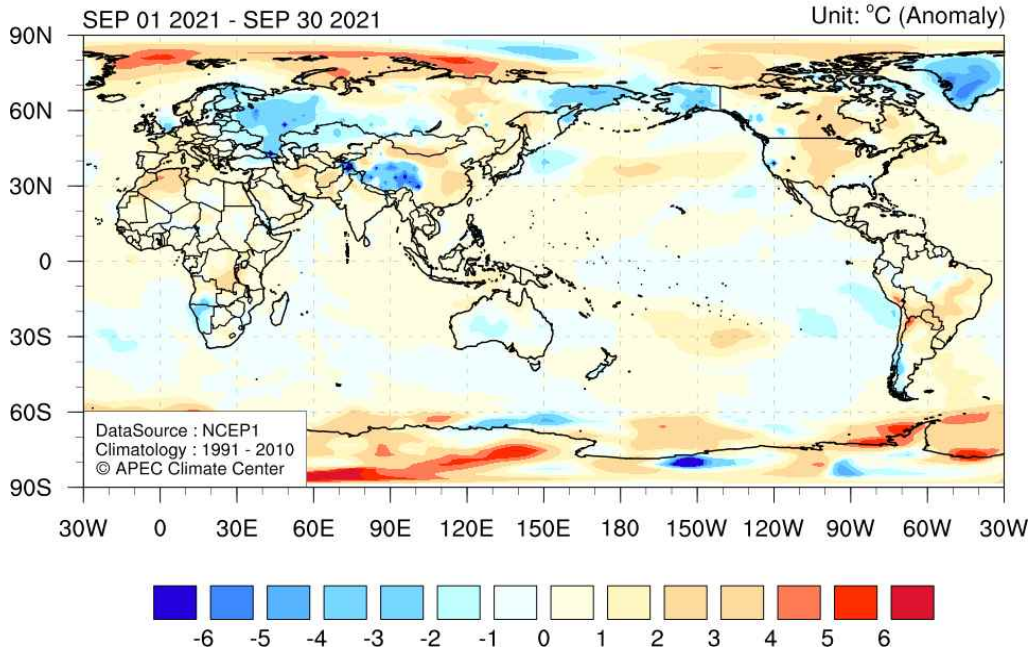 SEP 01 2021 - SEP 30 2021
Unit: °C (Anomaly)
90N
60N
30N
0
30S
60S
90S
DataSource : NCEP1
Climatology : 1991 - 2010
© APEC Climate Center
30W 0 30E 60E 90E 120E 150E 180 150W 120W 90W 60W 30W
-6 -5 -4 -3 -2 -1 0 1 2 3 4 5 6